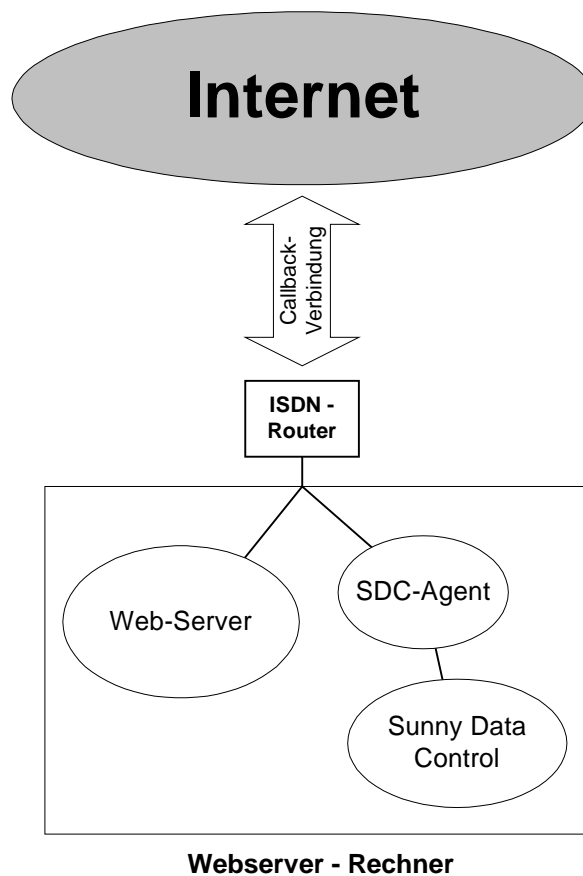 Internet
Callback-
Verbindung
ISDN -
Router
Web-Server
SDC-Agent
Sunny Data
Control
Webserver - Rechner